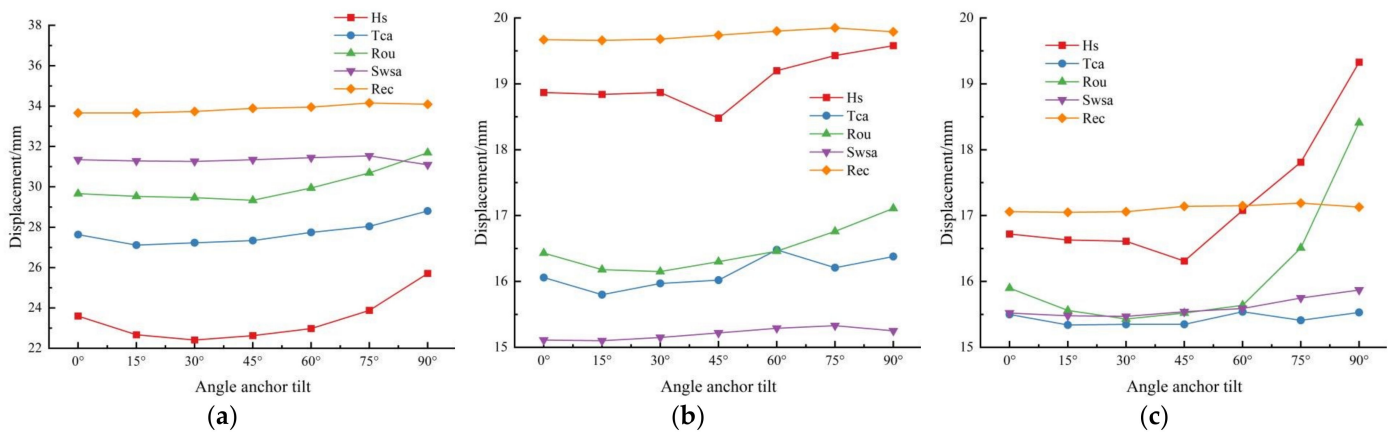 38
36
34
32
30
28
26
24
22
Displacement/mm
Hs
Tca
Rou
Swsa
Rec
0° 15° 30° 45° 60° 75° 90°
Angle anchor tilt
(a)
20
19
18
17
16
15
Displacement/mm
Hs
Tca
Rou
Swsa
Rec
0° 15° 30° 45° 60° 75° 90°
Angle anchor tilt
(b)
20
19
18
17
16
15
Displacement/mm
Hs
Tca
Rou
Swsa
Rec
0° 15° 30° 45° 60° 75° 90°
Angle anchor tilt
(c)